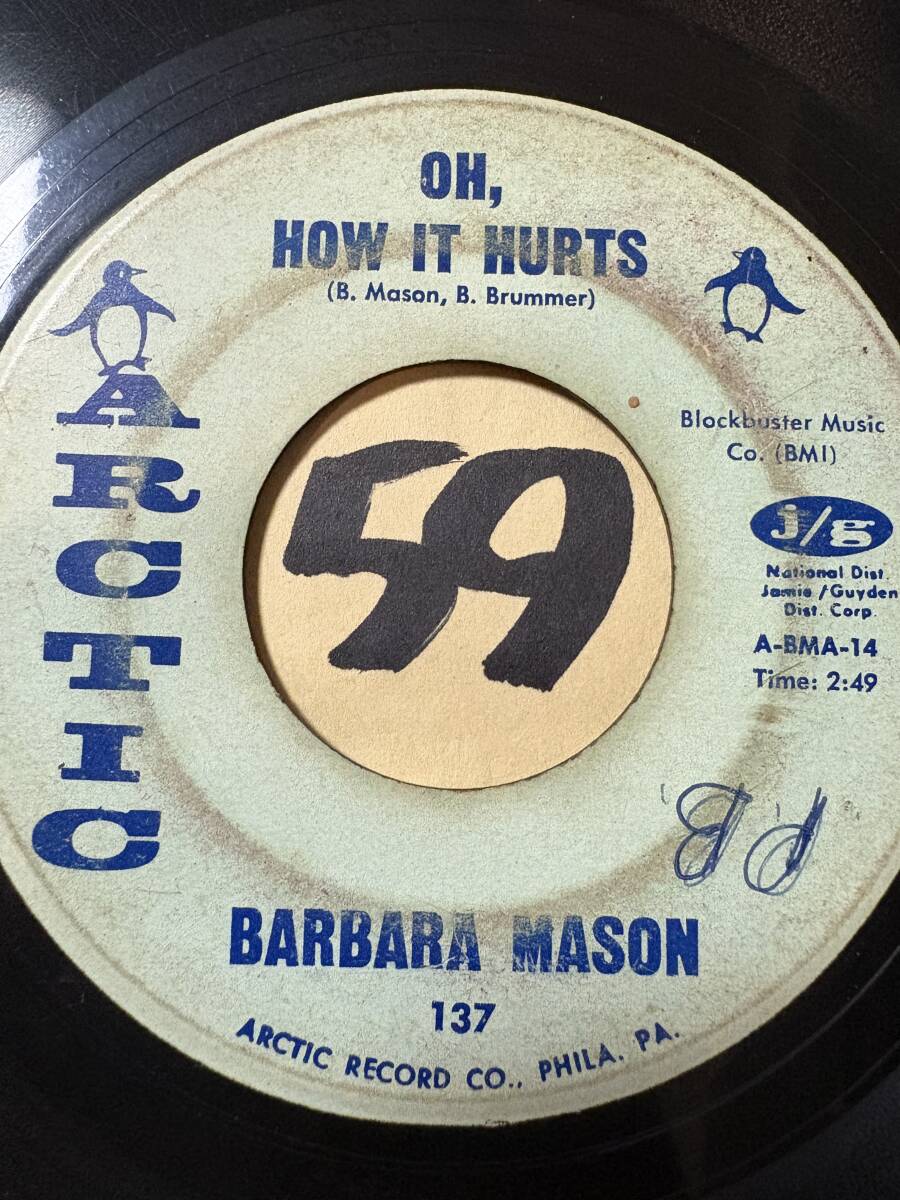 OH,
HOW IT HURTS
(B. Mason, B. Brummer)
ARCTIC
Blockbuster Music
Co. (BMI)
j/g
National Dist.
Jamie/Guyden
Dist. Corp.
A-BMA-14
Time: 2:49
59
BARBARA MASON
137
ARCTIC RECORD CO., PHILA. PA.